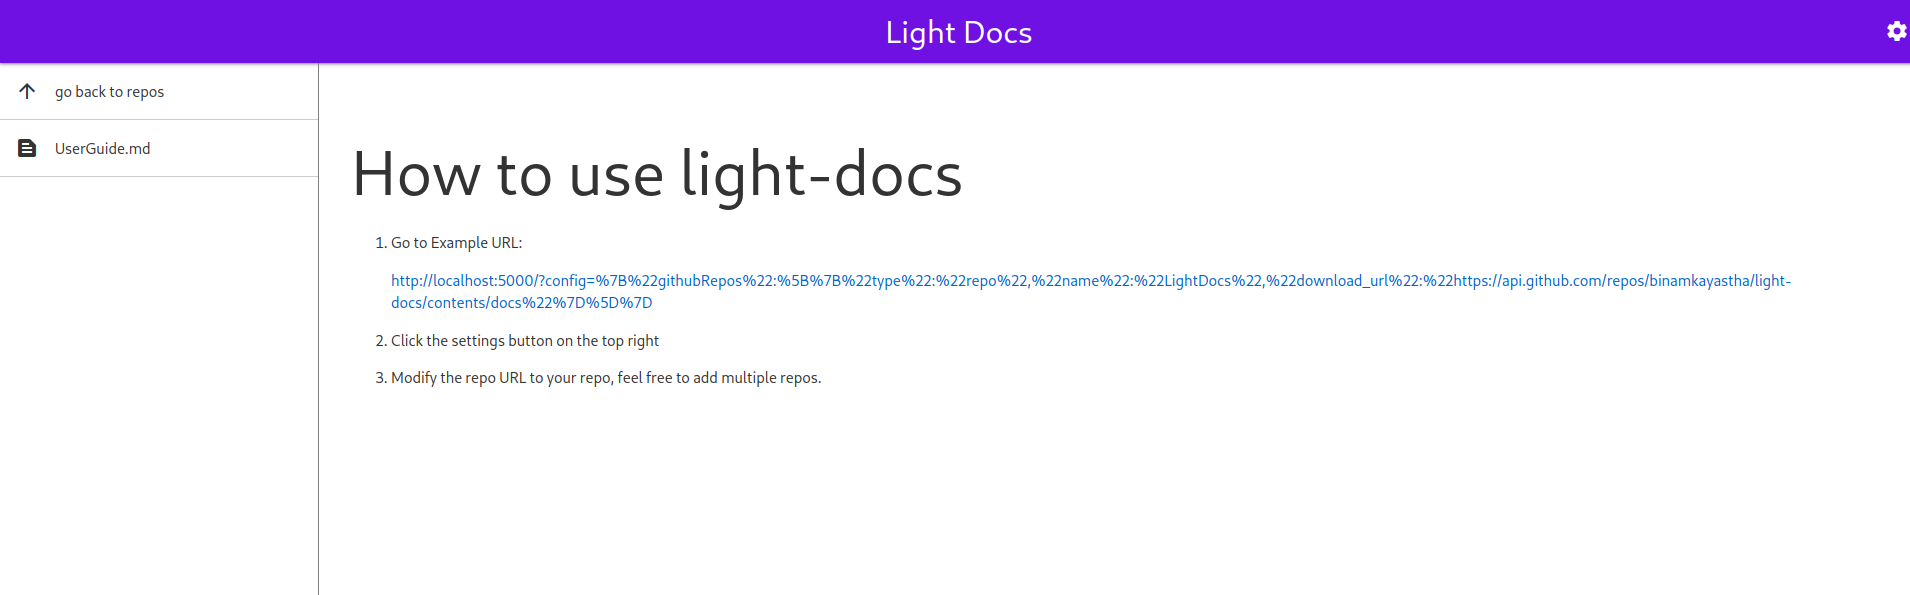 Light Docs
go back to repos
UserGuide.md
How to use light-docs
1. Go to Example URL:
http://localhost:5000/?config=%7B%22githubRepos%22:%5B%7B%22type%22:%22repo%22,%22name%22:%22LightDocs%22,%22download_url%22:%22https://api.github.com/repos/binamkayastha/light-
docs/contents/docs%22%7D%5D%7D
2. Click the settings button on the top right
3. Modify the repo URL to your repo, feel free to add multiple repos.